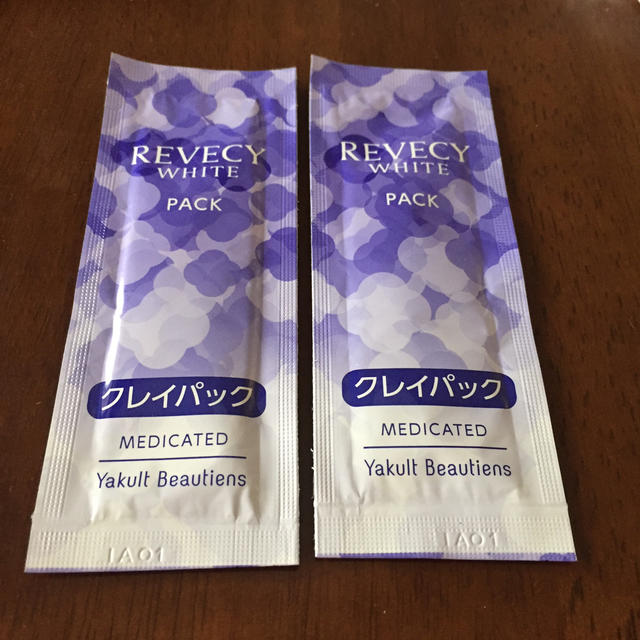 REVECY
WHITE
PACK
クレイパック
MEDICATED
Yakult Beautiens
1A01
REVECY
WHITE
PACK
クレイパック
MEDICATED
Yakult Beautiens
1A01